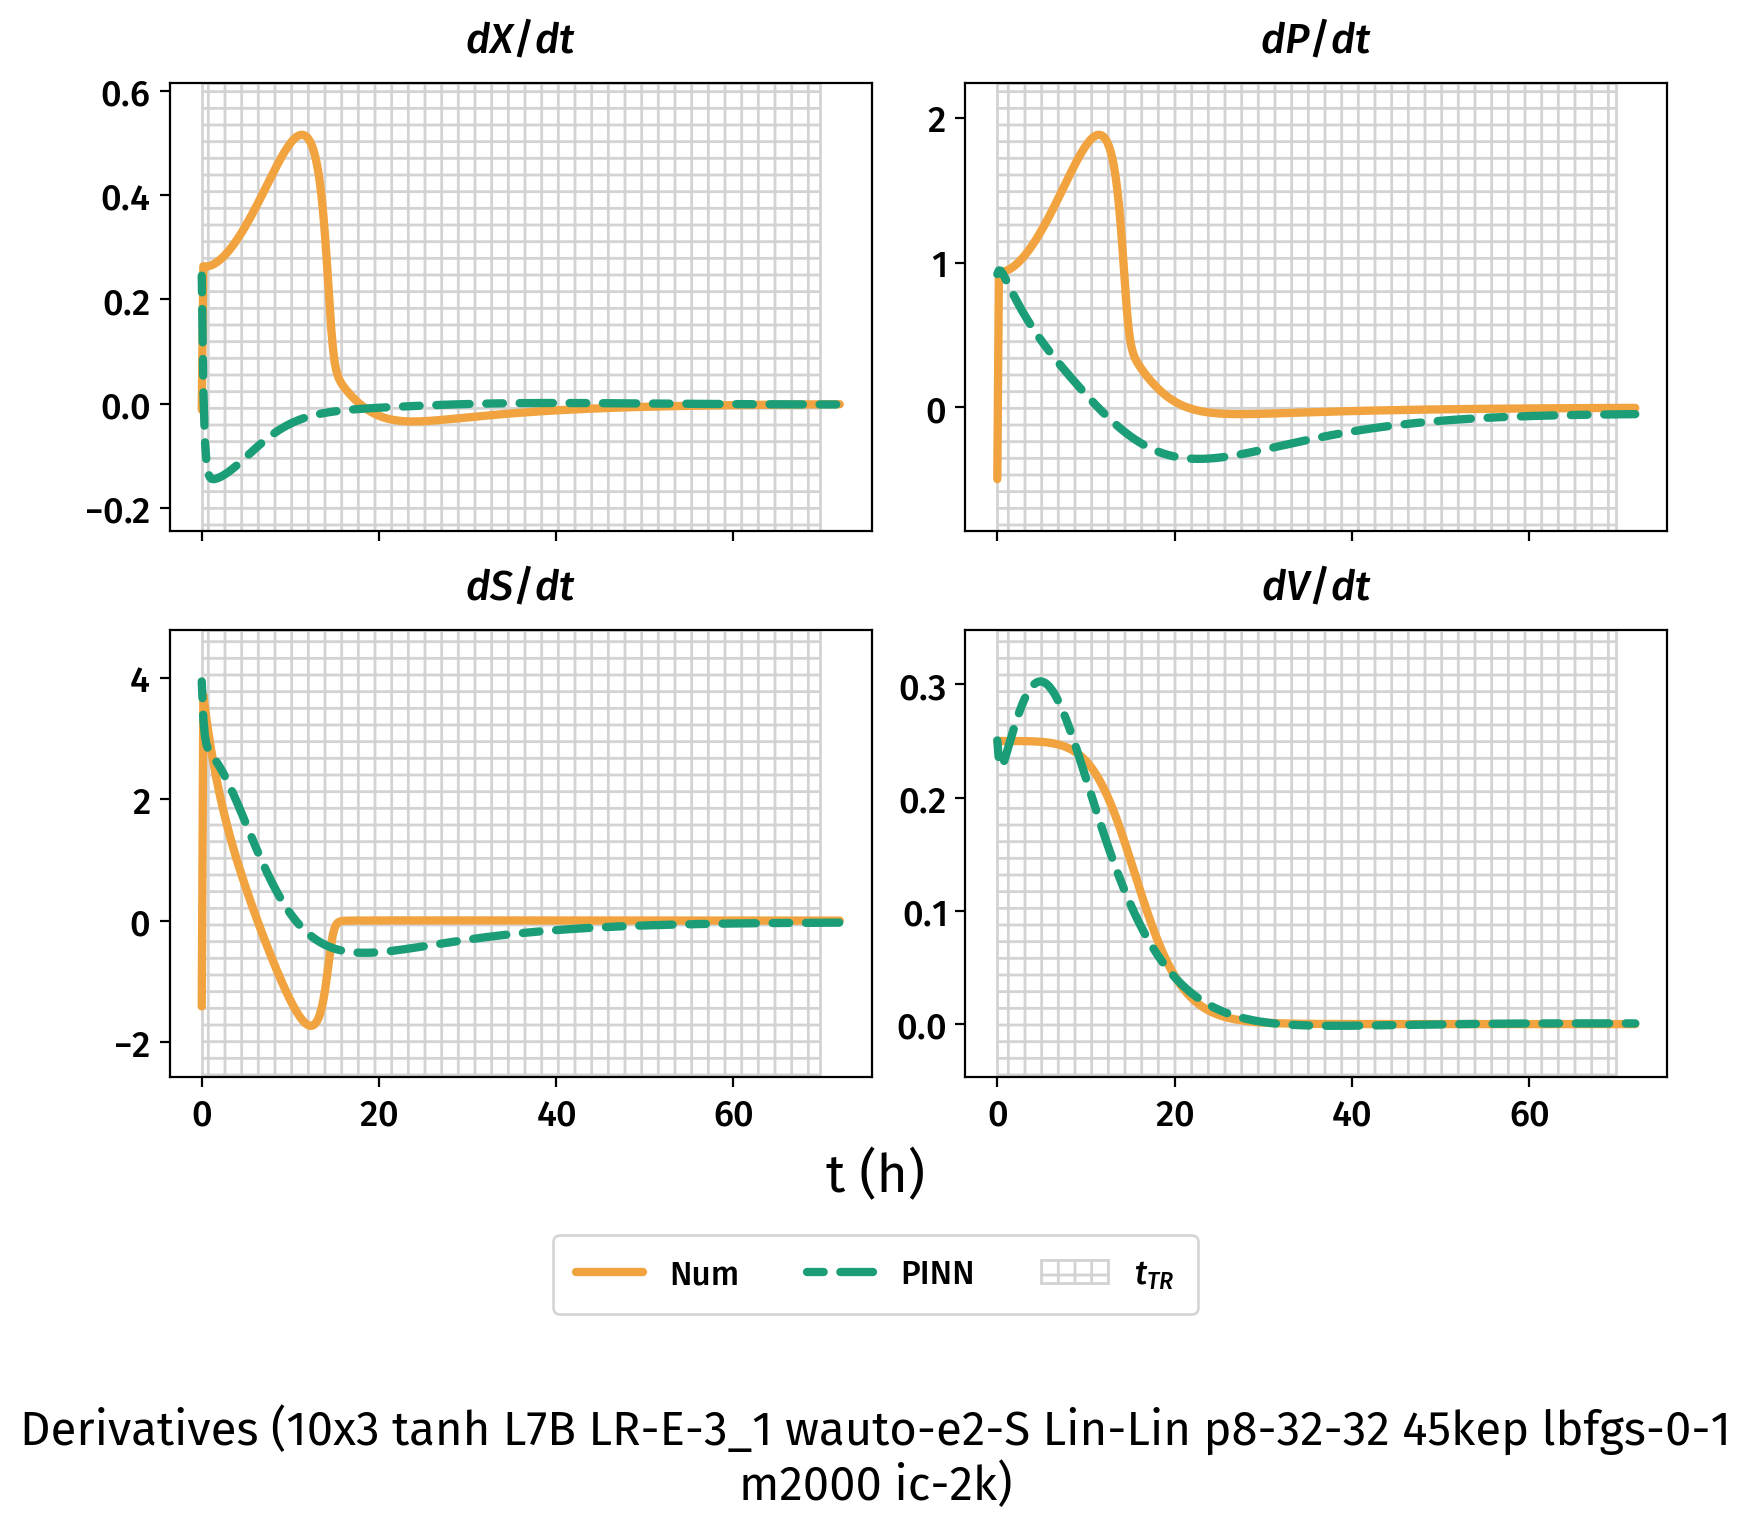 dX/dt
dP/dt
0.6
0.4
0.2
0.0
−0.2
2
1
0
dS/dt
dV/dt
4
2
0
−2
0.3
0.2
0.1
0.0
0 20 40 60
0 20 40 60
t (h)
Num PINN tTR
Derivatives (10x3 tanh L7B LR-E-3_1 wauto-e2-S Lin-Lin p8-32-32 45kep lbfgs-0-1
m2000 ic-2k)